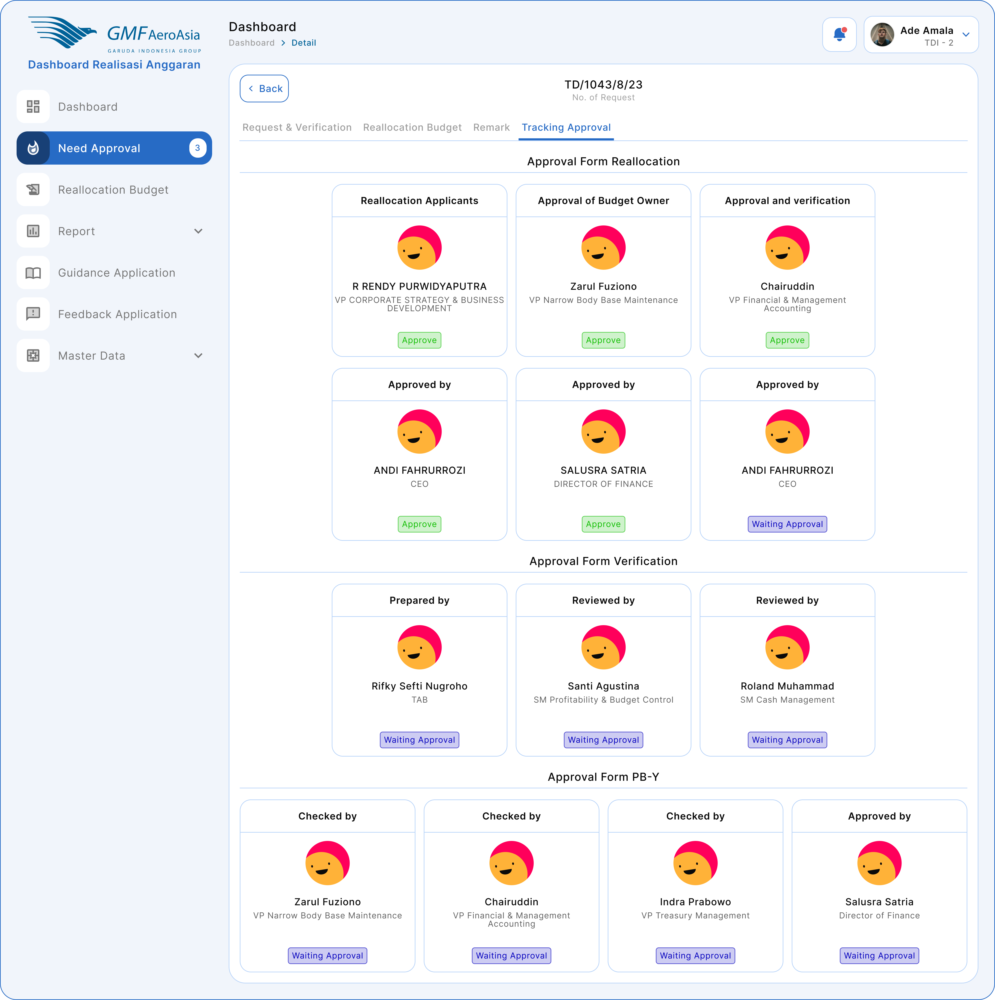 GMF AeroAsia
GARUDA INDONESIA GROUP
Dashboard Realisasi Anggaran
Dashboard
Need Approval
3
Reallocation Budget
Report
Guidance Application
Feedback Application
Master Data
Dashboard
Dashboard > Detail
Ade Amala
TDI - 2
Back
TD/1043/8/23
No. of Request
Request & Verification
Reallocation Budget
Remark
Tracking Approval
Approval Form Reallocation
Reallocation Applicants
R RENDY PURWIDYAPUTRA
VP CORPORATE STRATEGY & BUSINESS
DEVELOPMENT
Approve
Approval of Budget Owner
Zarul Fuziono
VP Narrow Body Base Maintenance
Approve
Approval and verification
Chairuddin
VP Financial & Management
Accounting
Approve
Approved by
ANDI FAHRURROZI
CEO
Approve
Approved by
SALUSRA SATRIA
DIRECTOR OF FINANCE
Approve
Approved by
ANDI FAHRURROZI
CEO
Waiting Approval
Approval Form Verification
Prepared by
Rifky Sefti Nugroho
TAB
Waiting Approval
Reviewed by
Santi Agustina
SM Profitability & Budget Control
Waiting Approval
Reviewed by
Roland Muhammad
SM Cash Management
Waiting Approval
Approval Form PB-Y
Checked by
Zarul Fuziono
VP Narrow Body Base Maintenance
Waiting Approval
Checked by
Chairuddin
VP Financial & Management
Accounting
Waiting Approval
Checked by
Indra Prabowo
VP Treasury Management
Waiting Approval
Approved by
Salusra Satria
Director of Finance
Waiting Approval